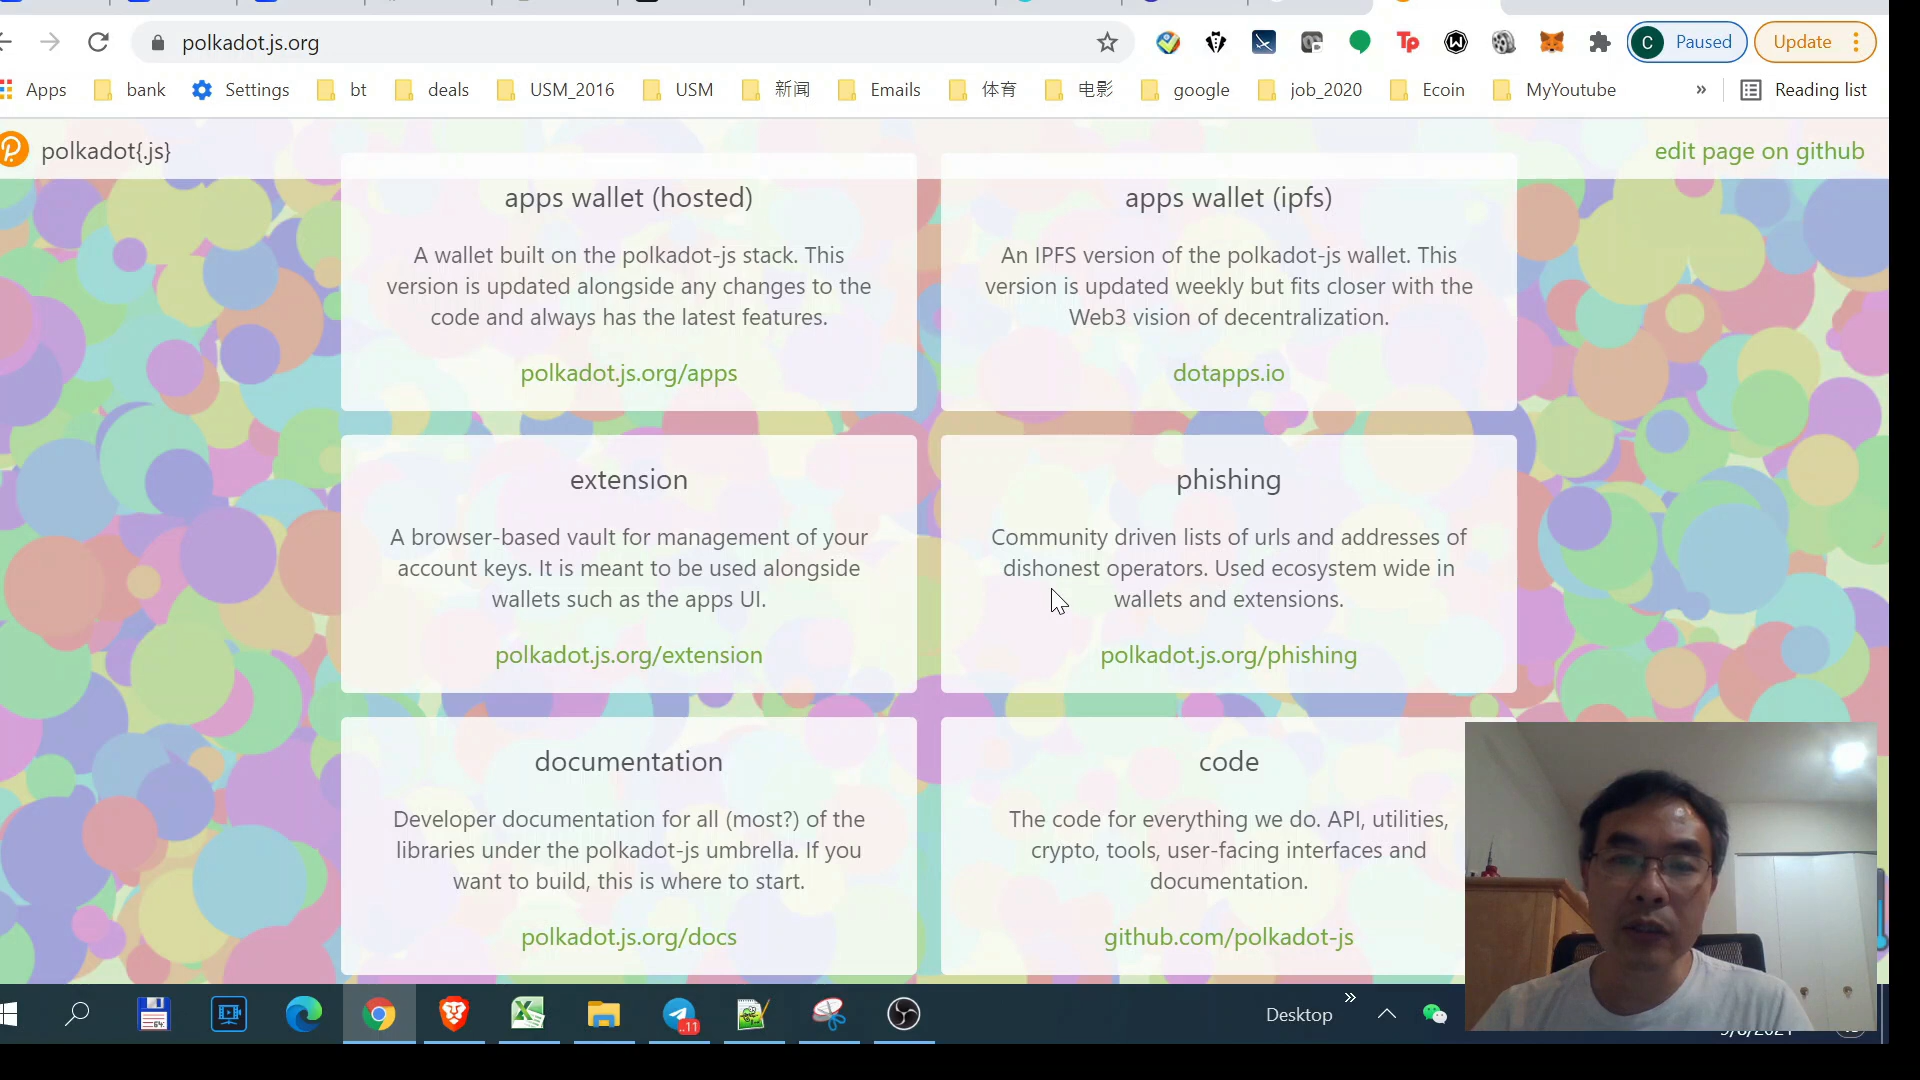 polkadot.js.org
Paused
Update
Apps
bank
Settings
bt
deals
USM_2016
USM
新闻
Emails
体育
电影
google
job_2020
Ecoin
MyYoutube
»
Reading list
polkadot{.js}
edit page on github
apps wallet (hosted)
A wallet built on the polkadot-js stack. This
version is updated alongside any changes to the
code and always has the latest features.
polkadot.js.org/apps
apps wallet (ipfs)
An IPFS version of the polkadot-js wallet. This
version is updated weekly but fits closer with the
Web3 vision of decentralization.
dotapps.io
extension
A browser-based vault for management of your
account keys. It is meant to be used alongside
wallets such as the apps UI.
polkadot.js.org/extension
phishing
Community driven lists of urls and addresses of
dishonest operators. Used ecosystem wide in
wallets and extensions.
polkadot.js.org/phishing
documentation
Developer documentation for all (most?) of the
libraries under the polkadot-js umbrella. If you
want to build, this is where to start.
polkadot.js.org/docs
code
The code for everything we do. API, utilities,
crypto, tools, user-facing interfaces and
documentation.
github.com/polkadot-js
Desktop